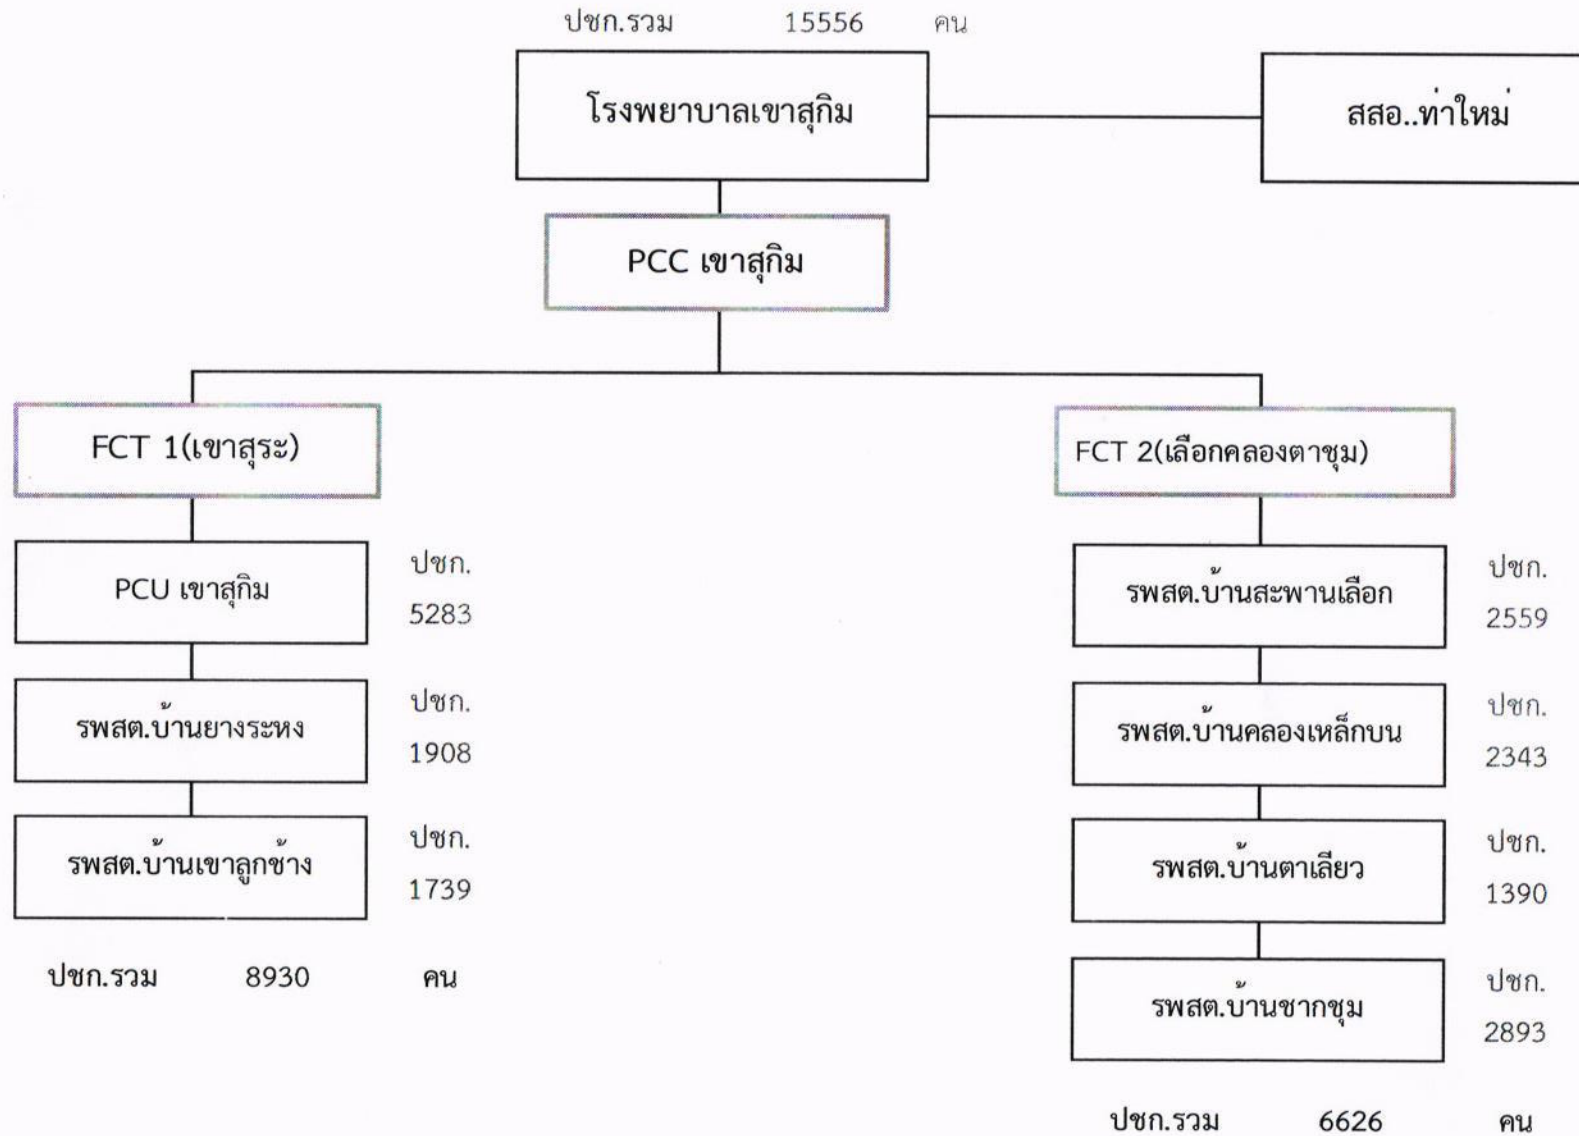 ปชก.รวม 15556 คน
โรงพยาบาลเขาสุกิม
สสอ..ท่าใหม่
PCC เขาสุกิม
FCT 1(เขาสุระ)
FCT 2(เลือกคลองตาชุม)
PCU เขาสุกิม
ปชก.
5283
รพสต.บ้านสะพานเลือก
ปชก.
2559
รพสต.บ้านยางระหง
ปชก.
1908
รพสต.บ้านคลองเหล็กบน
ปชก.
2343
รพสต.บ้านเขาลูกช้าง
ปชก.
1739
รพสต.บ้านตาเลียว
ปชก.
1390
ปชก.รวม 8930 คน
รพสต.บ้านชากชุม
ปชก.
2893
ปชก.รวม 6626 คน